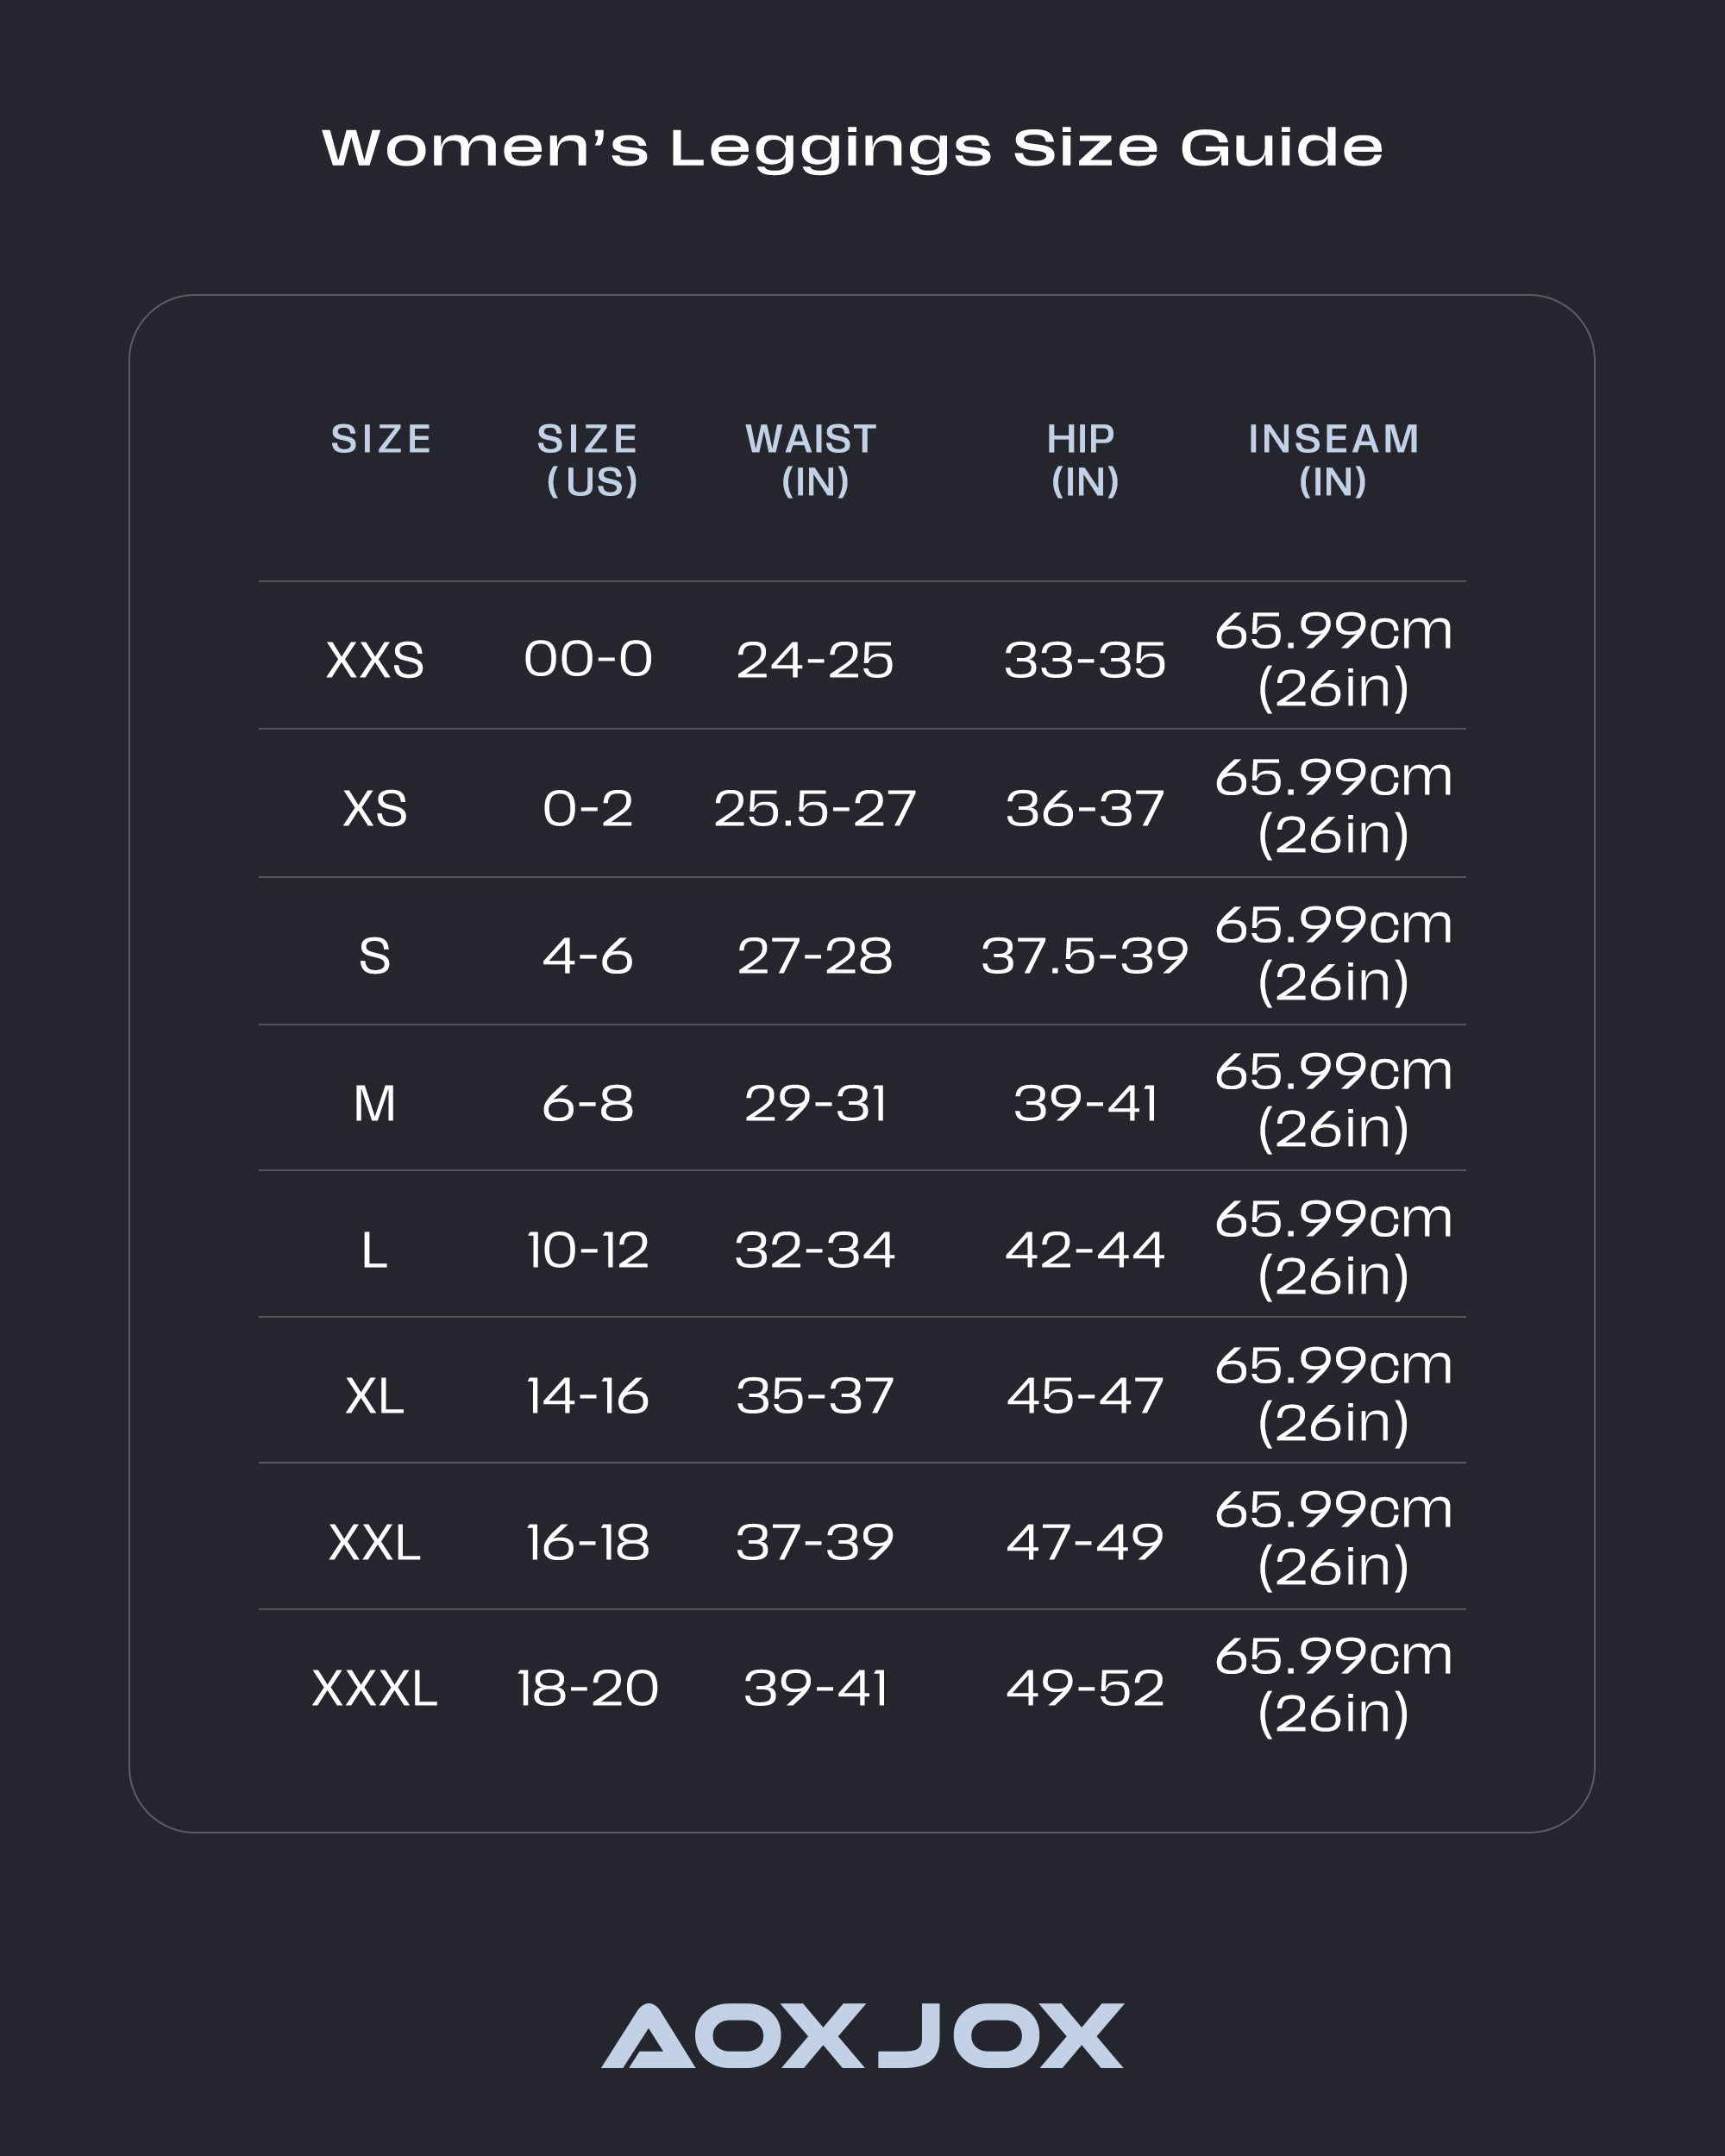 Women’s Leggings Size Guide
SIZE SIZE (US) WAIST (IN) HIP (IN) INSEAM (IN)
XXS 00-0 24-25 33-35 65.99cm (26in)
XS 0-2 25.5-27 36-37 65.99cm (26in)
S 4-6 27-28 37.5-39 65.99cm (26in)
M 6-8 29-31 39-41 65.99cm (26in)
L 10-12 32-34 42-44 65.99cm (26in)
XL 14-16 35-37 45-47 65.99cm (26in)
XXL 16-18 37-39 47-49 65.99cm (26in)
XXXL 18-20 39-41 49-52 65.99cm (26in)
AOXJOX